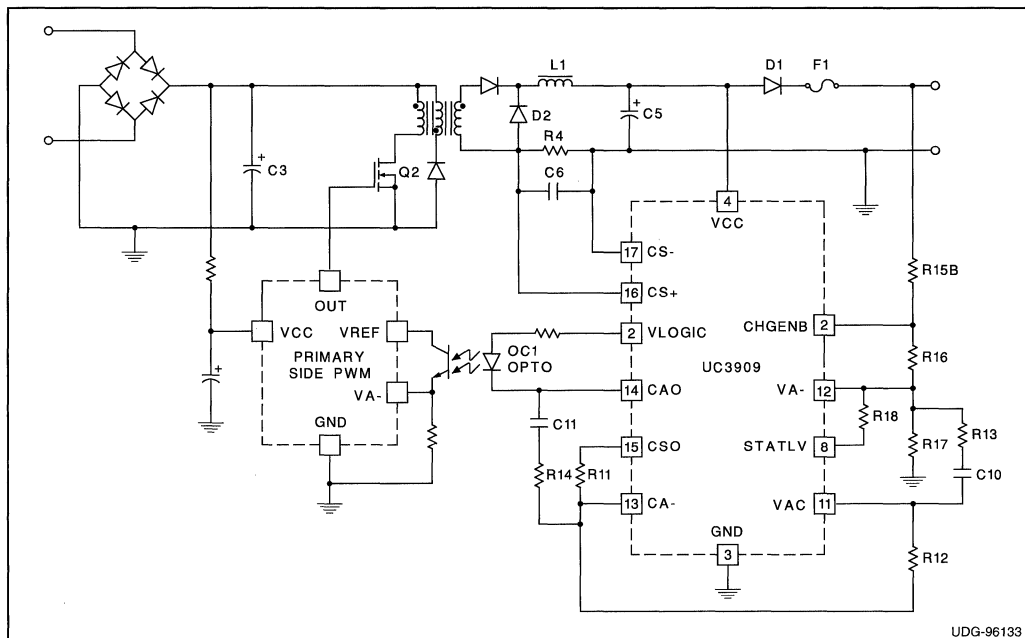 L1
D1
F1
+
C5
D2
R4
C6
+
C3
Q2
4
VCC
17
CS-
16
CS+
R15B
OUT
VCC
VREF
PRIMARY
SIDE PWM
VA-
GND
OC1
OPTO
2
VLOGIC
CHGENB
2
UC3909
R16
14
CAO
VA-
12
+
C11
R18
R17
R13
15
CSO
STATLV
8
R14
R11
C10
13
CA-
VAC
11
GND
3
R12
UDG-96133